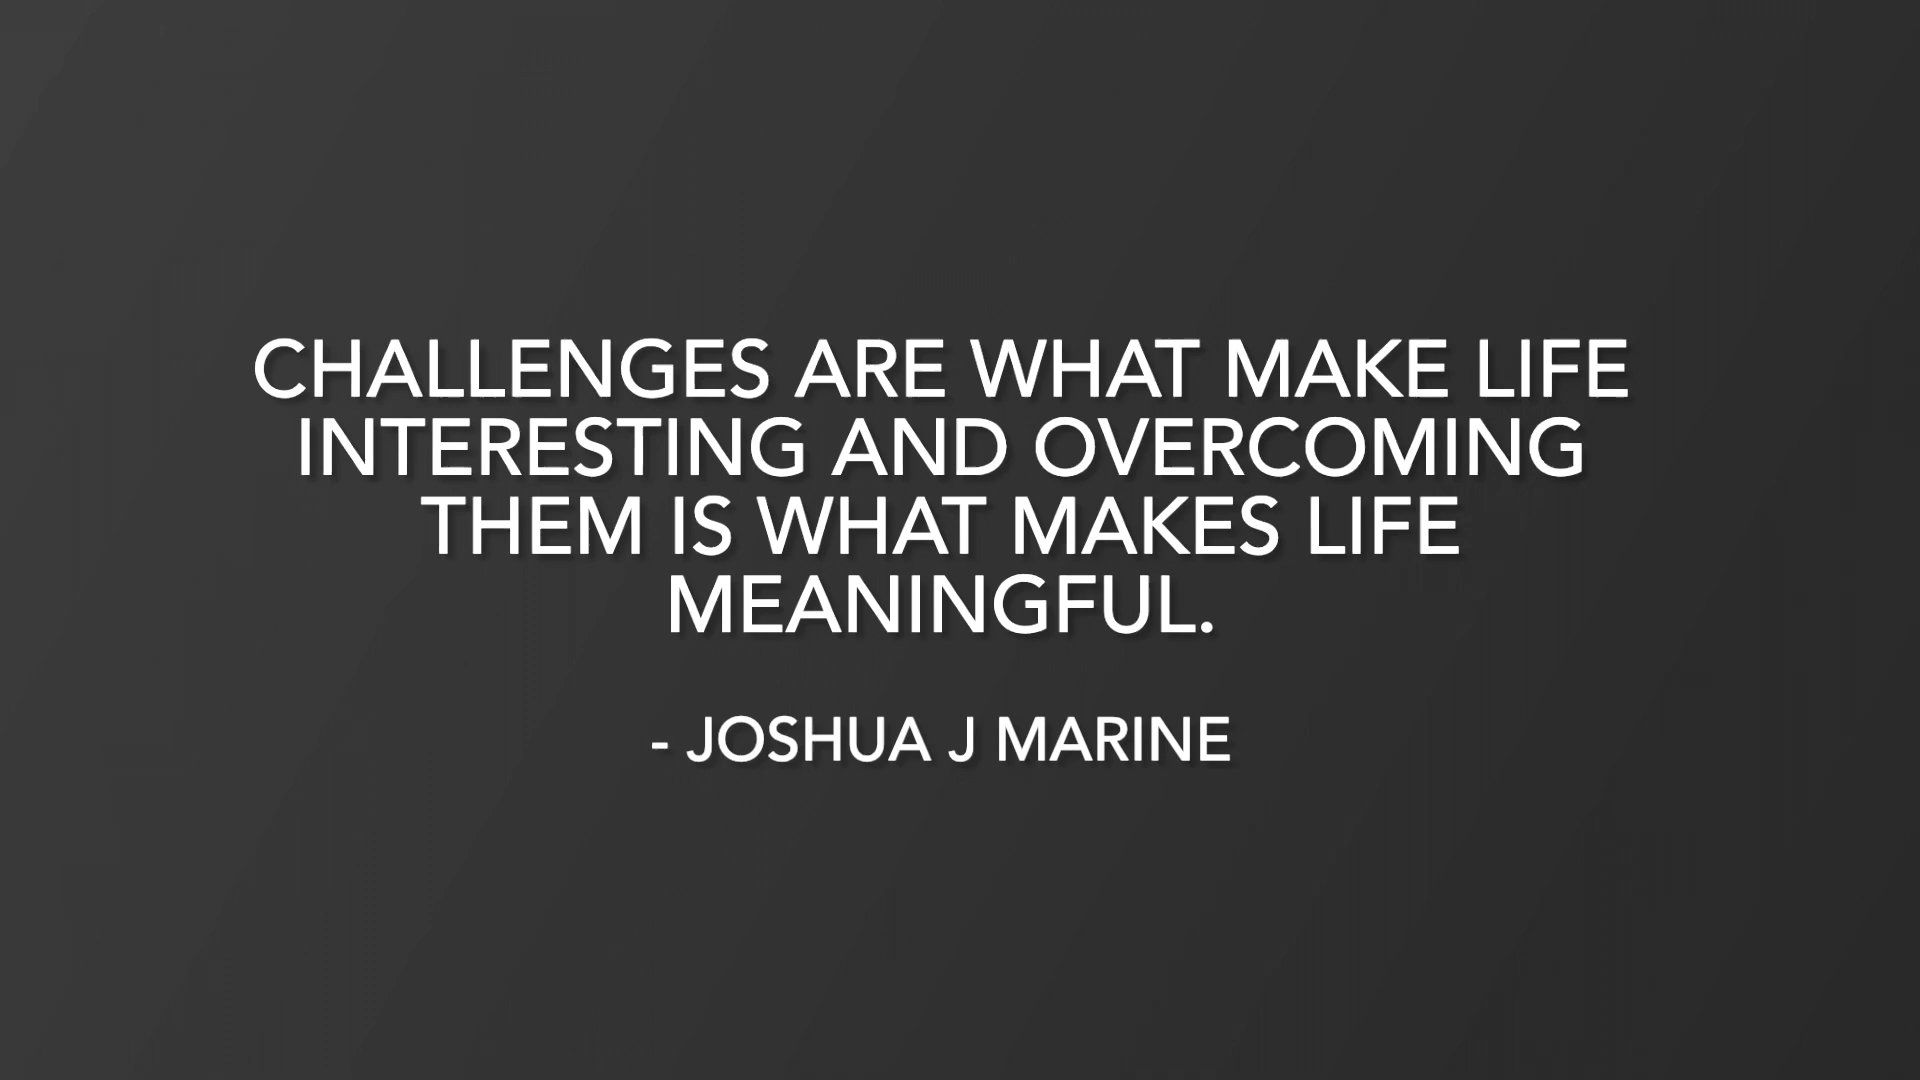 CHALLENGES ARE WHAT MAKE LIFE
INTERESTING AND OVERCOMING
THEM IS WHAT MAKES LIFE
MEANINGFUL.
- JOSHUA J MARINE